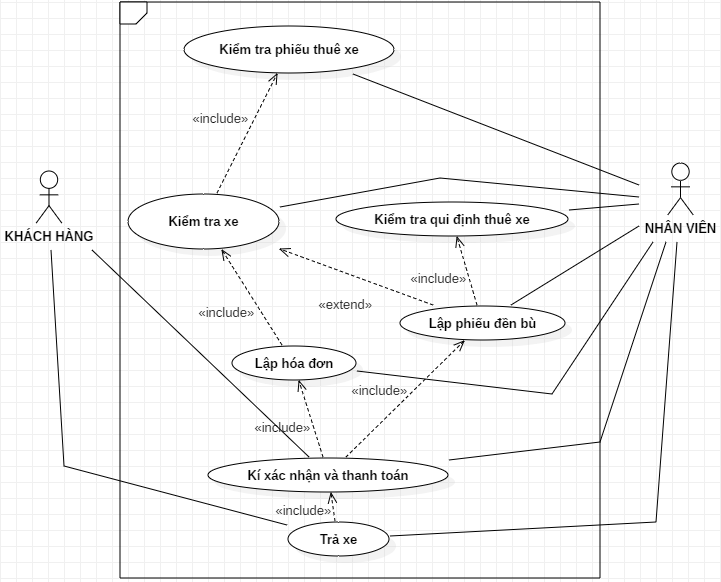 Kiểm tra phiếu thuê xe
«include»
KHÁCH HÀNG
NHÂN VIÊN
Kiểm tra xe
Kiểm tra qui định thuê xe
«include»
«extend»
«include»
Lập phiếu đền bù
Lập hóa đơn
«include»
«include»
Kí xác nhận và thanh toán
«include»
Trả xe